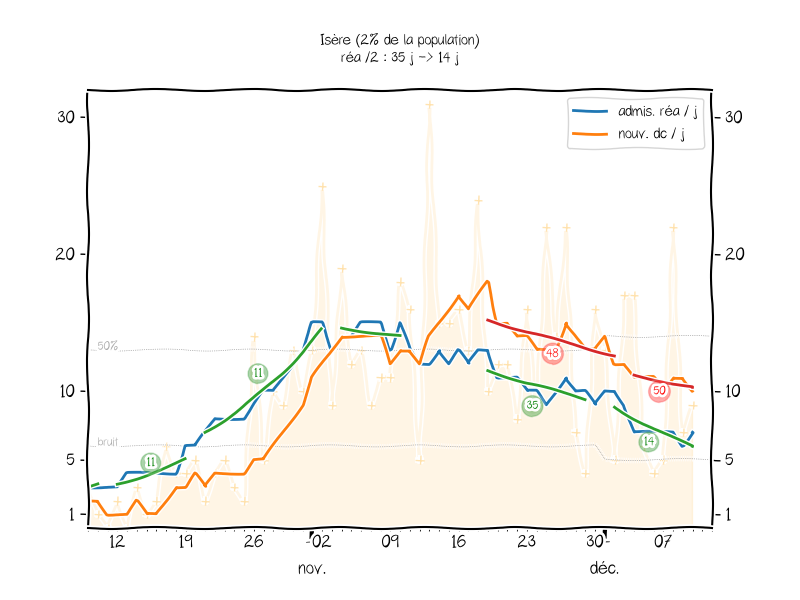 Isère (2% de la population)
réa /2 : 35 j -> 14 j
admis. réa / j
nouv. dc / j
30
30
20
20
50%
11
48
50
10
10
35
bruit
14
11
5
5
1
1
12 19 26 02 09 16 23 30 07
nov. déc.